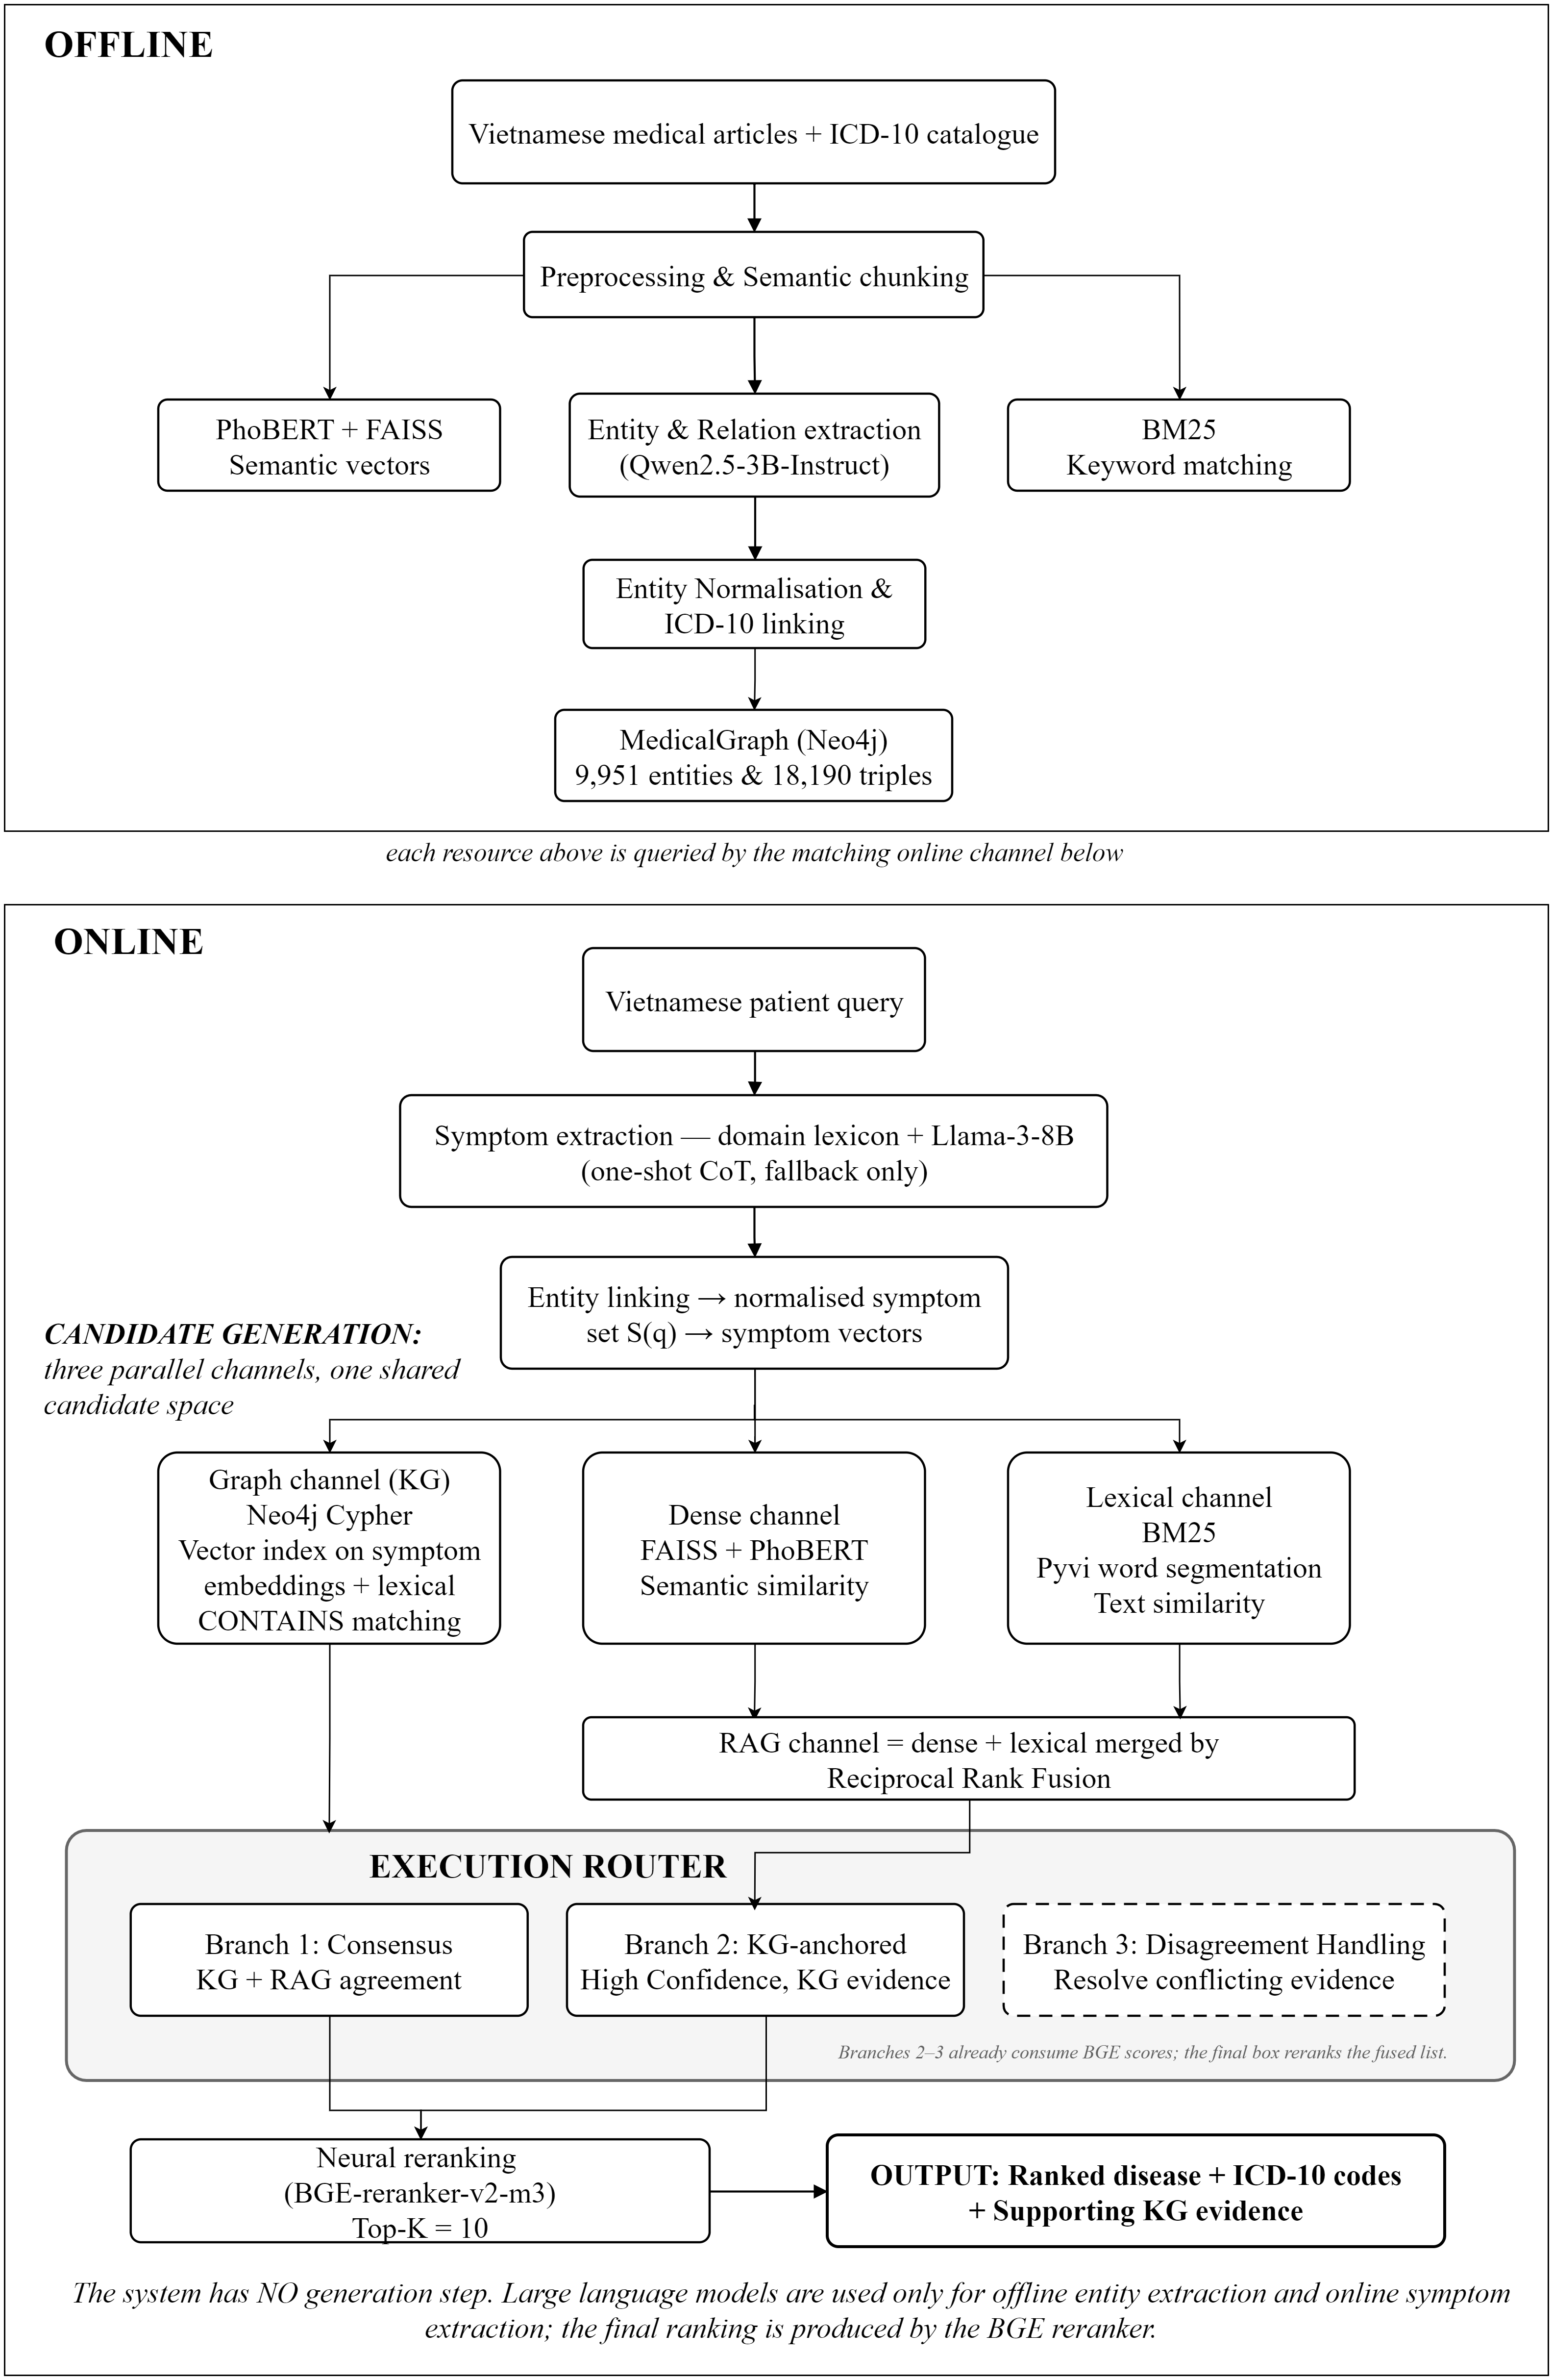 OFFLINE
Vietnamese medical articles + ICD-10 catalogue
Preprocessing & Semantic chunking
PhoBERT + FAISS
Semantic vectors
Entity & Relation extraction
(Qwen2.5-3B-Instruct)
BM25
Keyword matching
Entity Normalisation &
ICD-10 linking
MedicalGraph (Neo4j)
9,951 entities & 18,190 triples
each resource above is queried by the matching online channel below
ONLINE
Vietnamese patient query
Symptom extraction — domain lexicon + Llama-3-8B
(one-shot CoT, fallback only)
Entity linking → normalised symptom
set S(q) → symptom vectors
CANDIDATE GENERATION:
three parallel channels, one shared
candidate space
Graph channel (KG)
Neo4j Cypher
Vector index on symptom
embeddings + lexical
CONTAINS matching
Dense channel
FAISS + PhoBERT
Semantic similarity
Lexical channel
BM25
Pyvi word segmentation
Text similarity
RAG channel = dense + lexical merged by
Reciprocal Rank Fusion
EXECUTION ROUTER
Branch 1: Consensus
KG + RAG agreement
Branch 2: KG-anchored
High Confidence, KG evidence
Branch 3: Disagreement Handling
Resolve conflicting evidence
Branches 2–3 already consume BGE scores; the final box reranks the fused list.
Neural reranking
(BGE-reranker-v2-m3)
Top-K = 10
OUTPUT: Ranked disease + ICD-10 codes
+ Supporting KG evidence
The system has NO generation step. Large language models are used only for offline entity extraction and online symptom
extraction; the final ranking is produced by the BGE reranker.